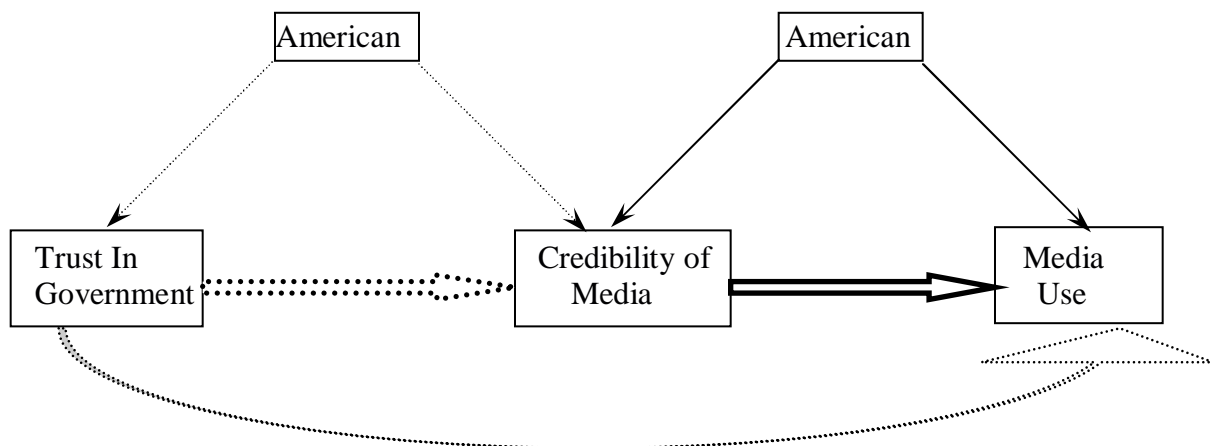 American
American
Trust In
Government
Credibility of
Media
Media
Use